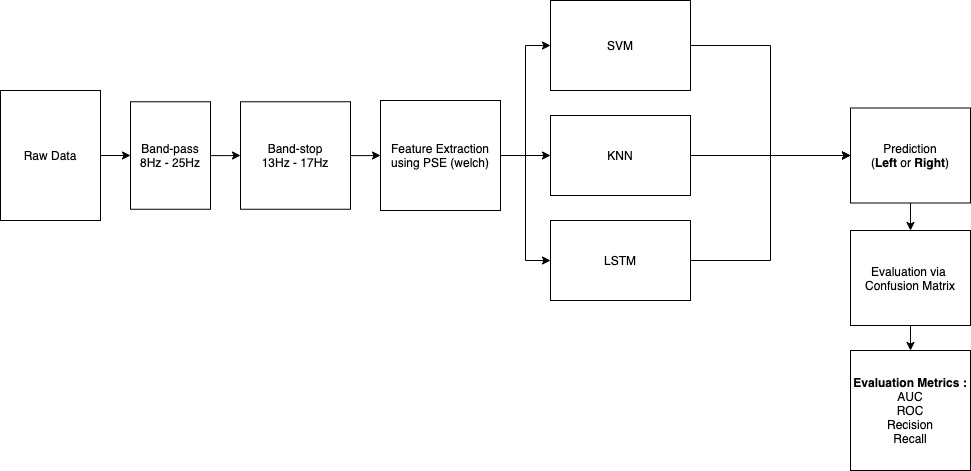 Raw Data
Band-pass
8Hz - 25Hz
Band-stop
13Hz - 17Hz
Feature Extraction
using PSE (welch)
SVM
KNN
LSTM
Prediction
(Left or Right)
Evaluation via
Confusion Matrix
Evaluation Metrics :
AUC
ROC
Recision
Recall